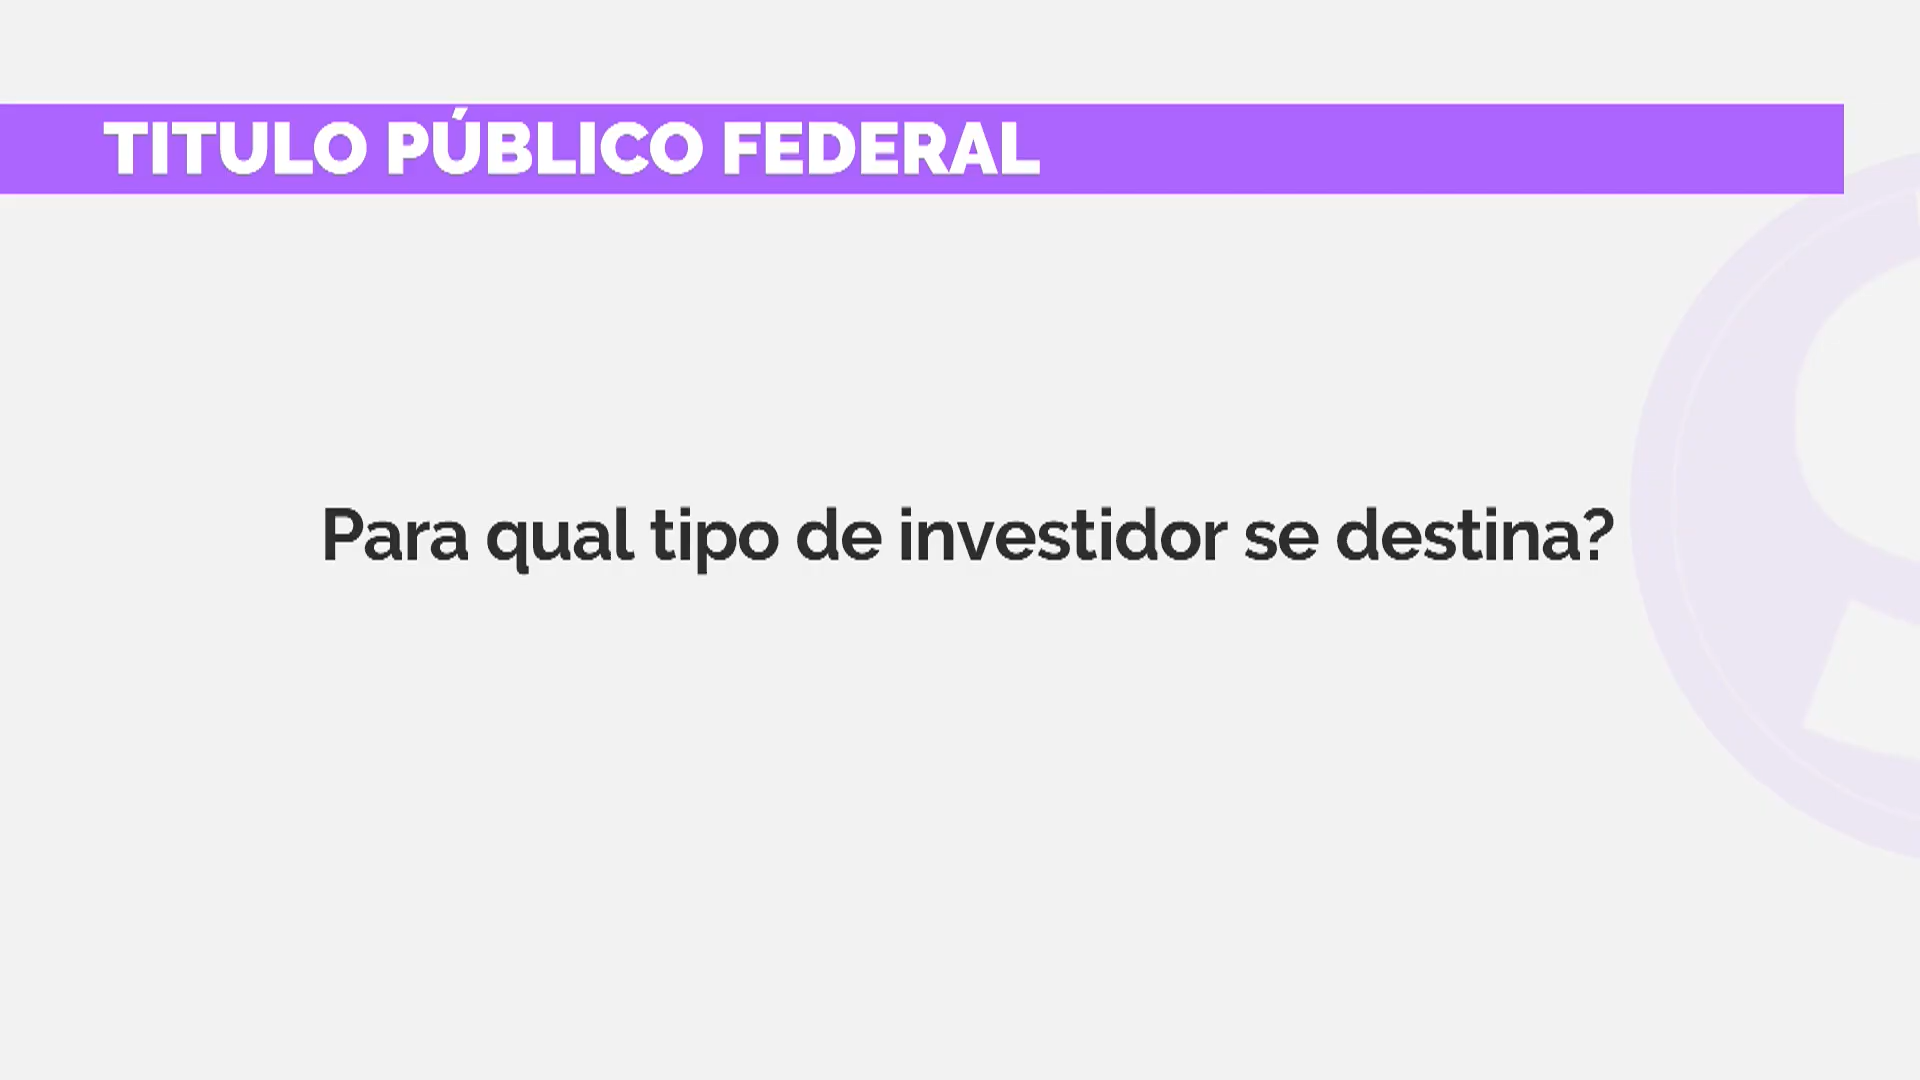 TITULO PÚBLICO FEDERAL
Para qual tipo de investidor se destina?